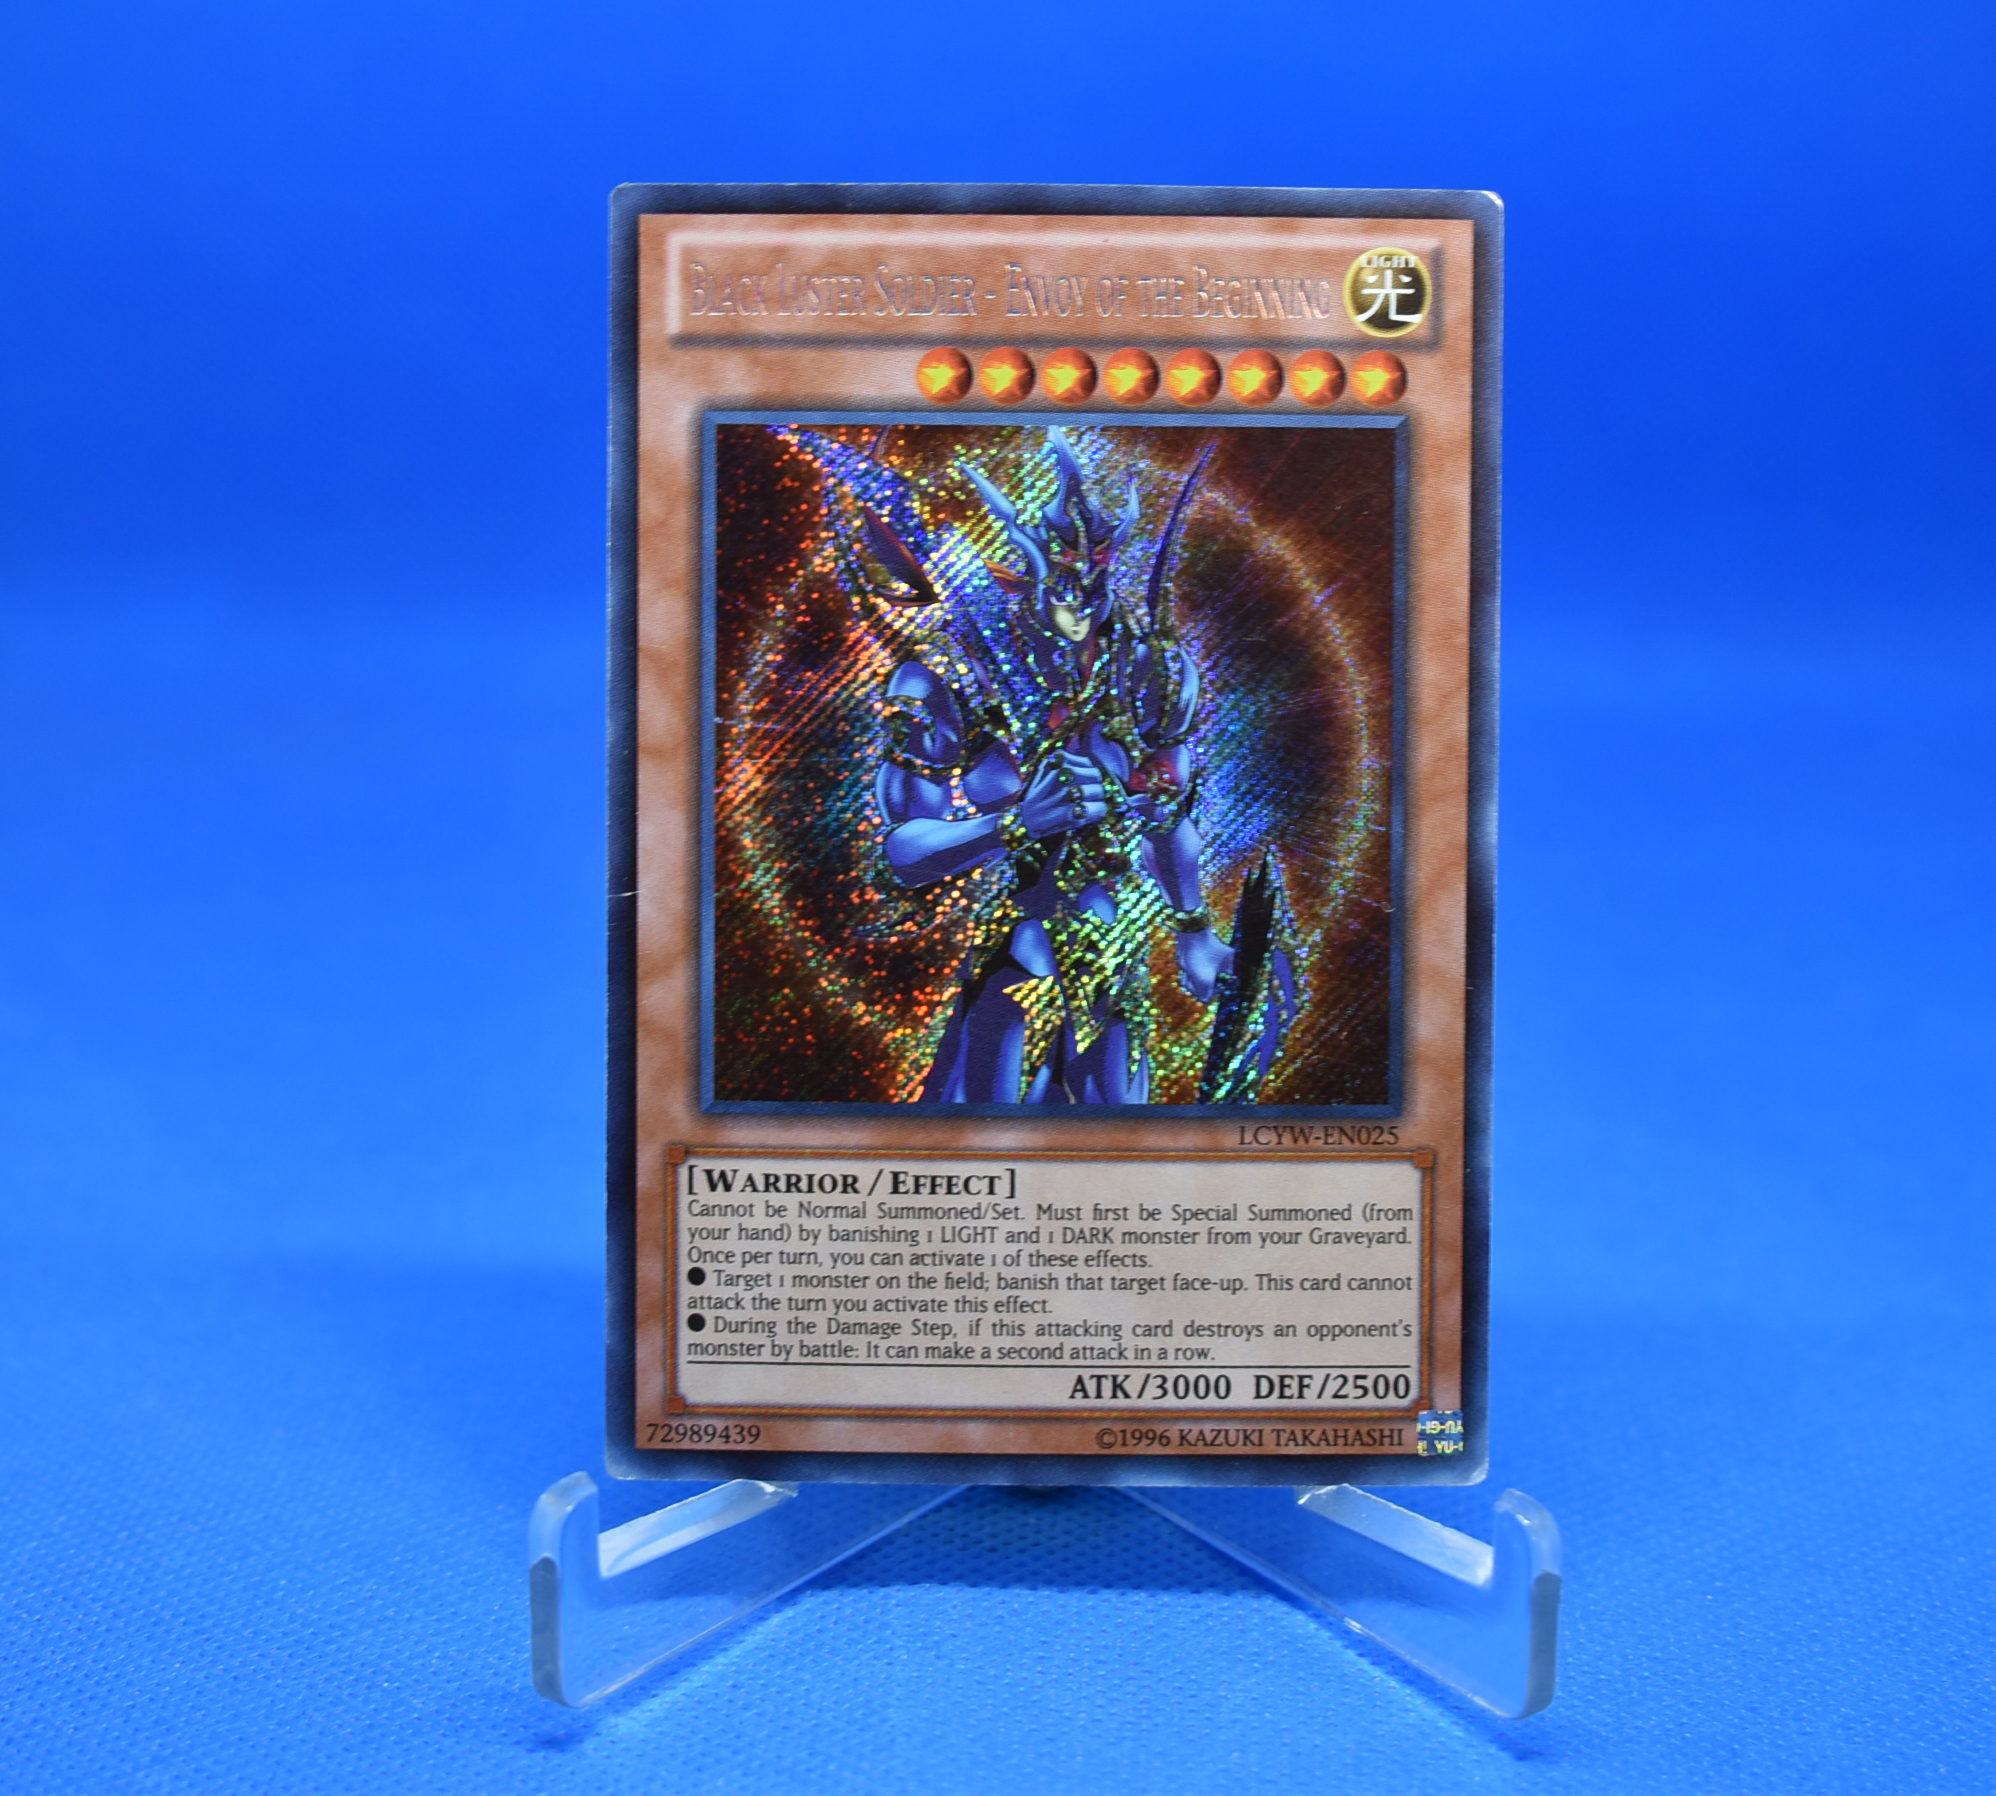 Black Luster Soldier - Envoy of the Beginning
LIGHT
光
LCYW-EN025
[Warrior / Effect]
Cannot be Normal Summoned/Set. Must first be Special Summoned (from
your hand) by banishing 1 LIGHT and 1 DARK monster from your Graveyard.
Once per turn, you can activate 1 of these effects.
● Target 1 monster on the field; banish that target face-up. This card cannot
attack the turn you activate this effect.
● During the Damage Step, if this attacking card destroys an opponent's
monster by battle: It can make a second attack in a row.
ATK/3000 DEF/2500
72989439
©1996 KAZUKI TAKAHASHI